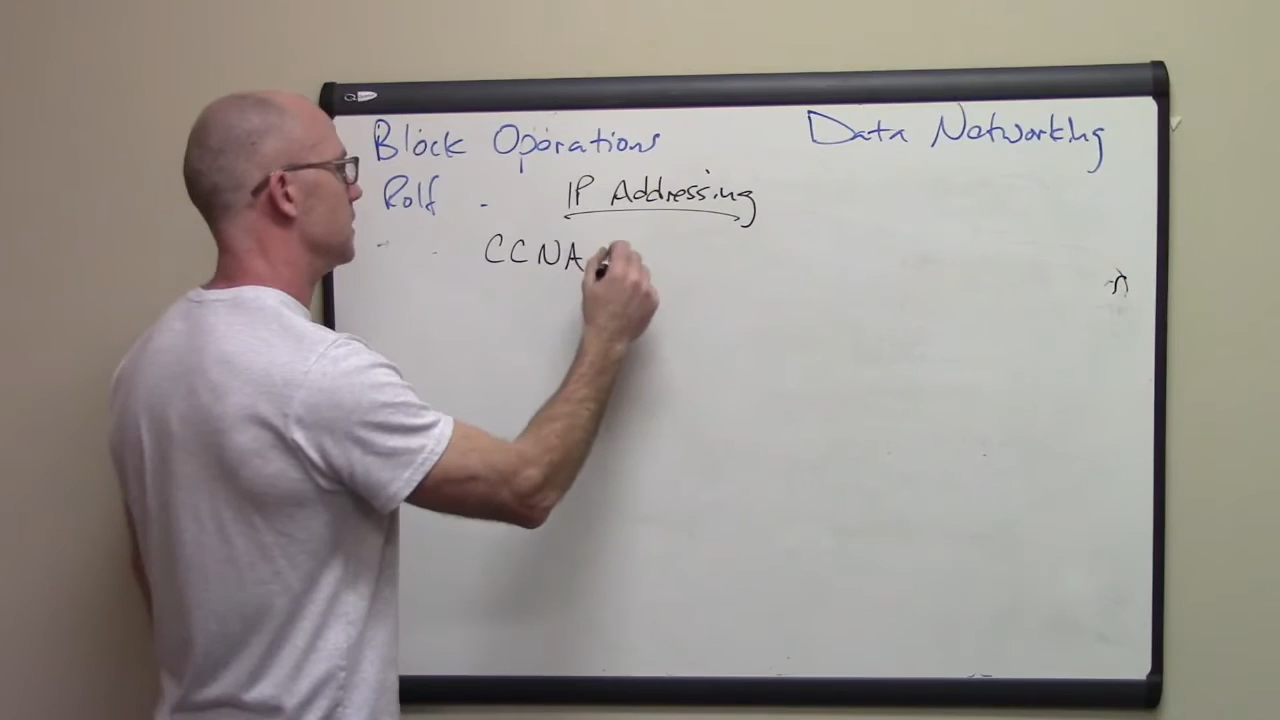 Block Operations Data Networking
Rolf - IP Addressing
CCNA